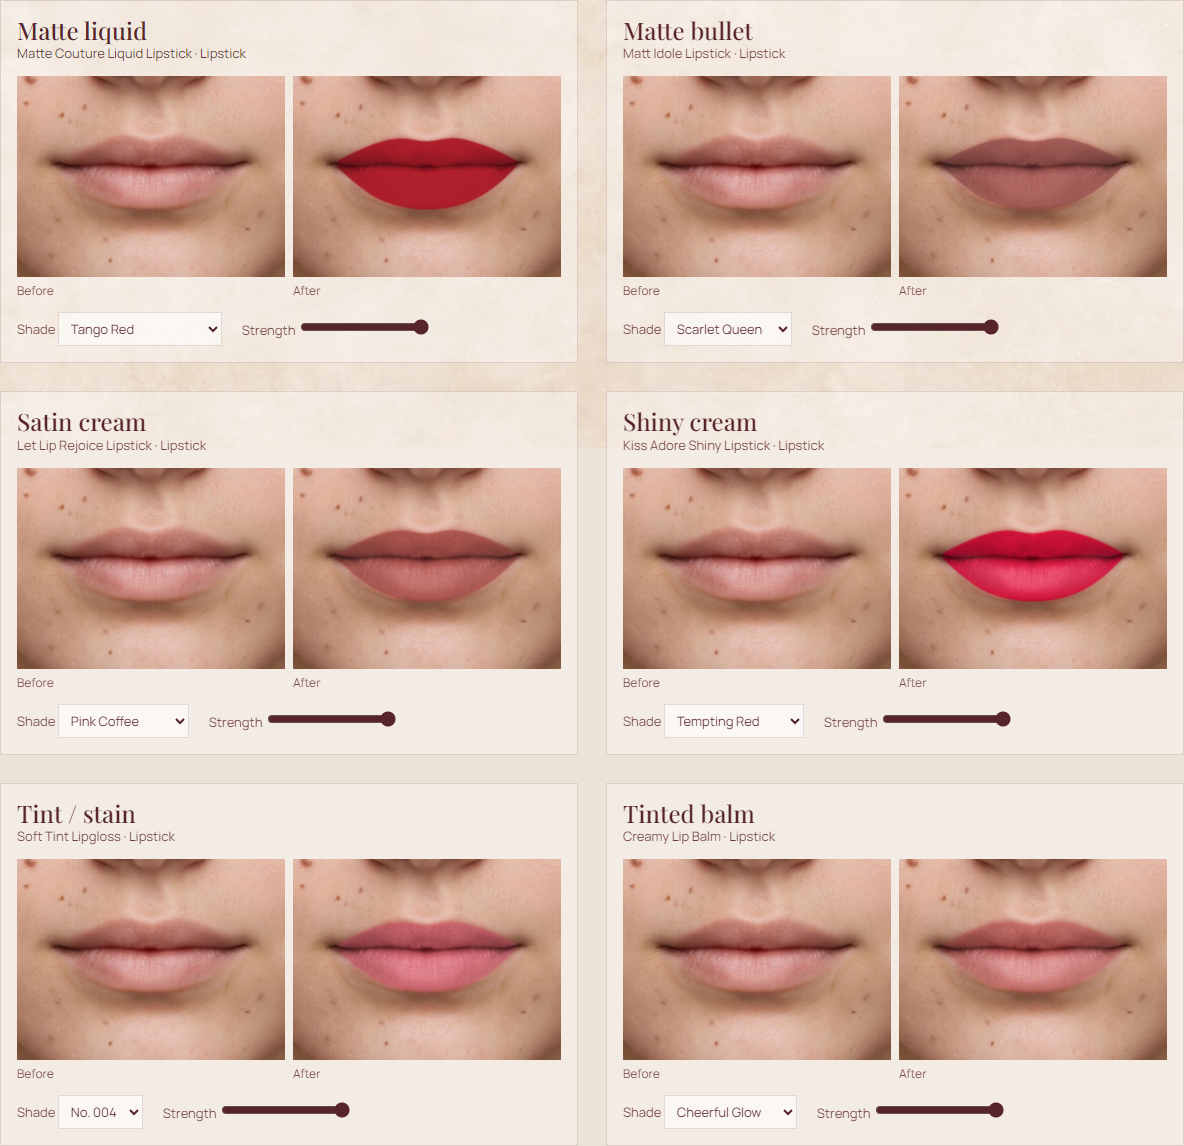 Matte liquid
Matte Couture Liquid Lipstick · Lipstick
Before
After
Shade
Tango Red
Strength
Matte bullet
Matt Idole Lipstick · Lipstick
Before
After
Shade
Scarlet Queen
Strength
Satin cream
Let Lip Rejoice Lipstick · Lipstick
Before
After
Shade
Pink Coffee
Strength
Shiny cream
Kiss Adore Shiny Lipstick · Lipstick
Before
After
Shade
Tempting Red
Strength
Tint / stain
Soft Tint Lipgloss · Lipstick
Before
After
Shade
No. 004
Strength
Tinted balm
Creamy Lip Balm · Lipstick
Before
After
Shade
Cheerful Glow
Strength